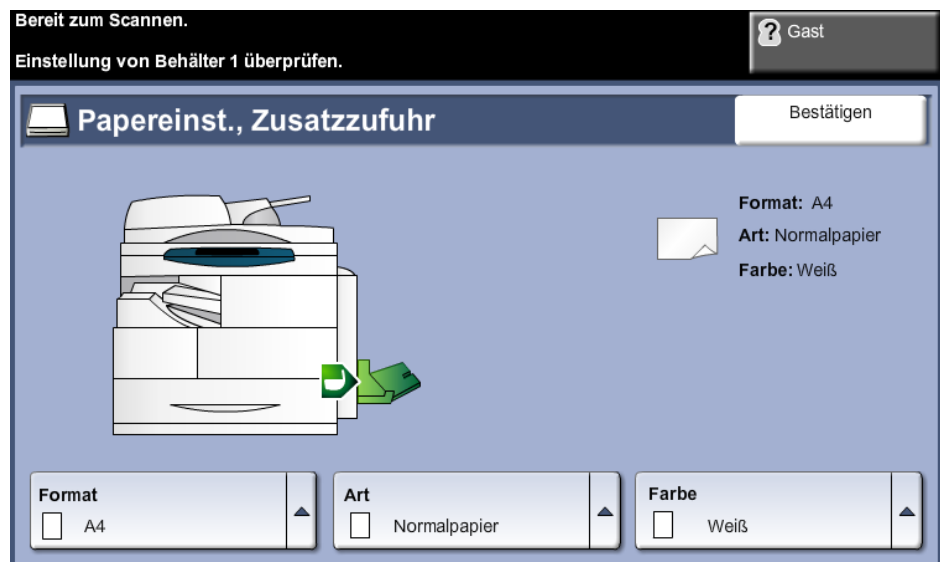 Bereit zum Scannen.
Einstellung von Behälter 1 überprüfen.
? Gast
Papereinst., Zusatzzufuhr
Bestätigen
Format: A4
Art: Normalpapier
Farbe: Weiß
Format
A4
Art
Normalpapier
Farbe
Weiß